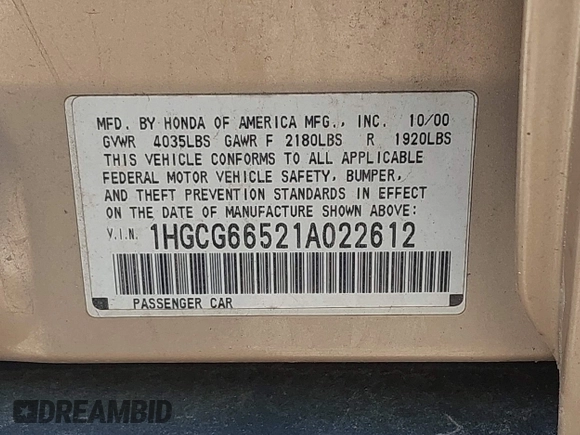 MFD. BY HONDA OF AMERICA MFG., INC. 10/00
GVWR 4035LBS GAWR F 2180LBS R 1920LBS
THIS VEHICLE CONFORMS TO ALL APPLICABLE
FEDERAL MOTOR VEHICLE SAFETY, BUMPER,
AND THEFT PREVENTION STANDARDS IN EFFECT
ON THE DATE OF MANUFACTURE SHOWN ABOVE:
V.I.N. 1HGCG66521A022612
PASSENGER CAR
DREAMBID